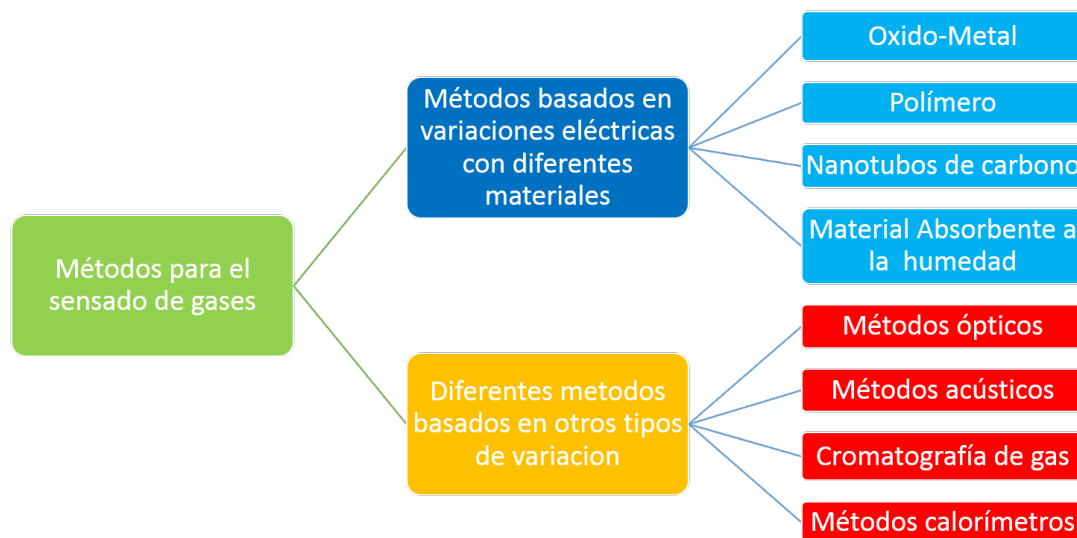 Métodos para el
sensado de gases
Métodos basados en
variaciones eléctricas
con diferentes
materiales
Oxido-Metal
Polímero
Nanotubos de carbono
Material Absorbente a
la humedad
Diferentes metodos
basados en otros tipos
de variacion
Métodos ópticos
Métodos acústicos
Cromatografía de gas
Métodos calorímetros